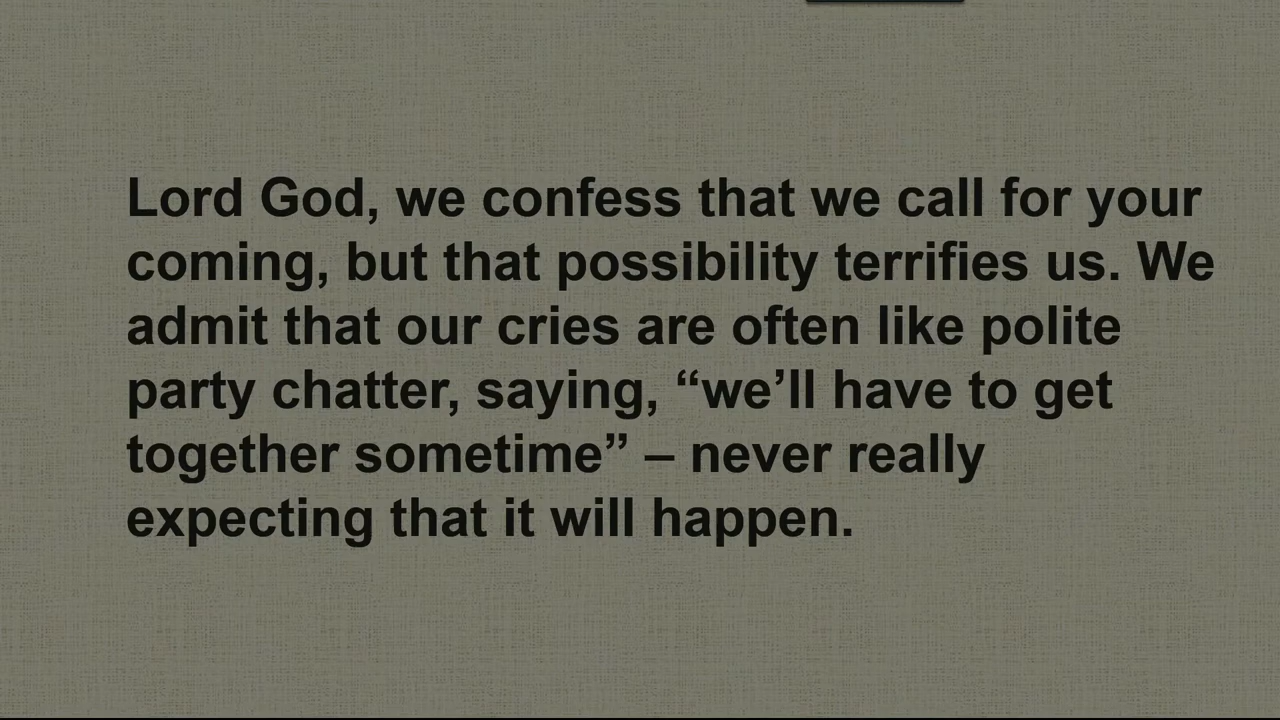 Lord God, we confess that we call for your
coming, but that possibility terrifies us. We
admit that our cries are often like polite
party chatter, saying, “we’ll have to get
together sometime” – never really
expecting that it will happen.